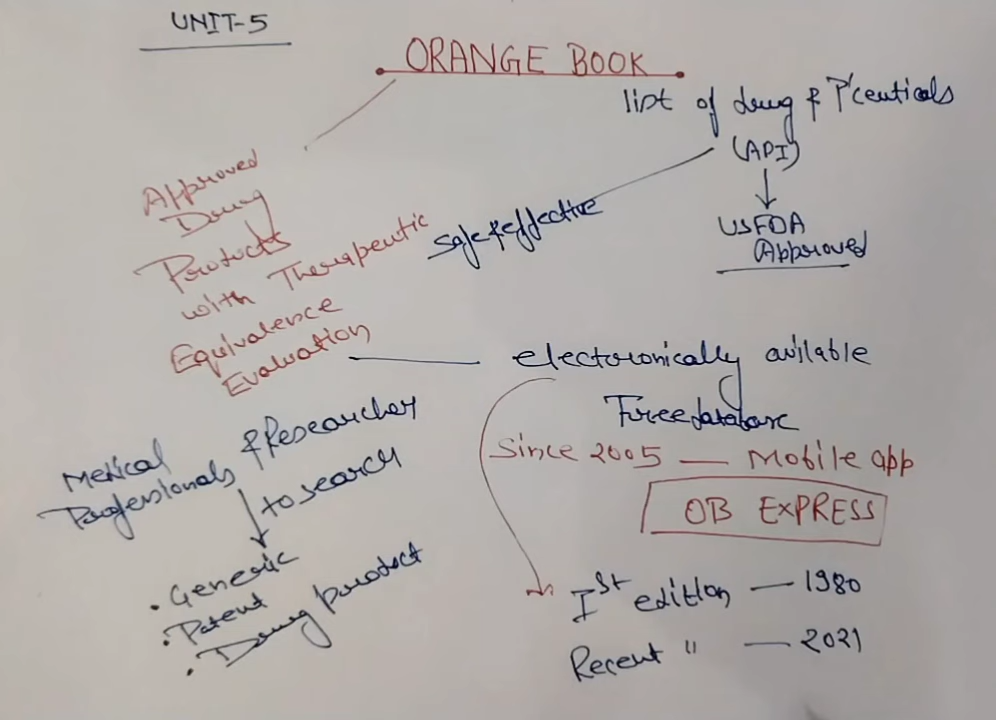 UNIT-5
ORANGE BOOK
list of drug & P'ceuticals
(API)
USFDA
Approved
safe & effective
Approved
Drug
Products
with Therapeutic
Equivalence
Evaluation
electoronically available
Free database
Since 2005 — Mobile app
OB EXPRESS
Ist edition — 1980
Recent " — 2021
Medical
Professionals & Researcher
to search
• Generic
• Patent
• Drug product